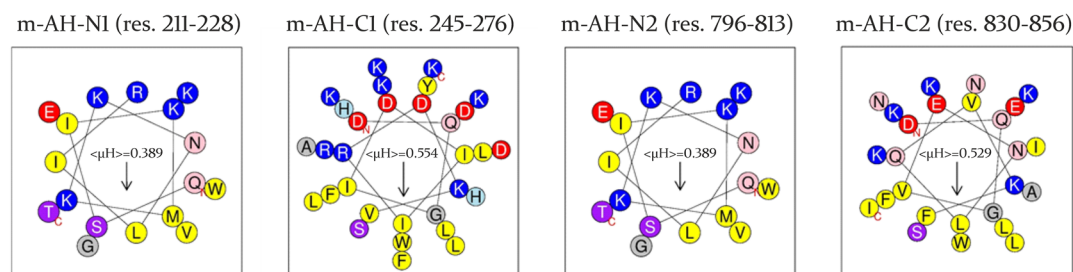 m-AH-N1 (res. 211-228)
K R K
E I K
N
I <μH>=0.389
Q W
T K C
S M V
G L
m-AH-C1 (res. 245-276)
K K C
K Y
K H D D D K
D N Q
A R R <μH>=0.554 I L D
L F I K H
V G
S I L L
W
F
m-AH-N2 (res. 796-813)
K R K
E I K
N
I <μH>=0.389
Q W
T K C
S M V
G L
m-AH-C2 (res. 830-856)
K N
N K E V E K
D N Q
K Q <μH>=0.529 N I
I C F V K A
F L G
S W L L